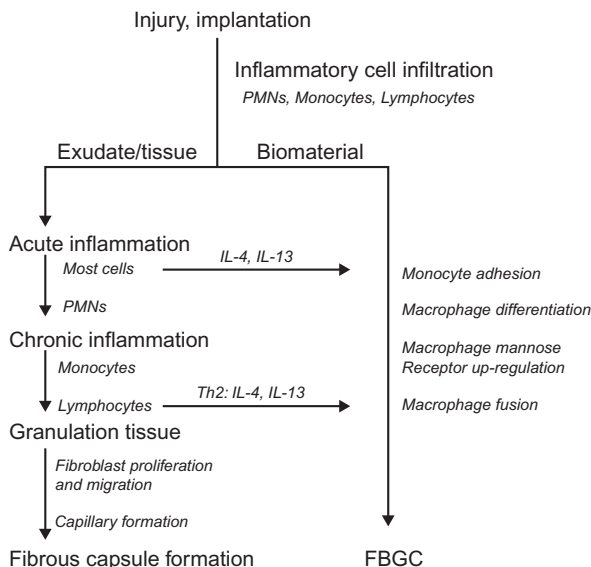 Injury, implantation
Inflammatory cell infiltration
PMNs, Monocytes, Lymphocytes
Exudate/tissue
Biomaterial
Acute inflammation
Most cells
IL-4, IL-13
PMNs
Chronic inflammation
Monocytes
Lymphocytes
Th2: IL-4, IL-13
Granulation tissue
Fibroblast proliferation
and migration
Capillary formation
Fibrous capsule formation
Monocyte adhesion
Macrophage differentiation
Macrophage mannose
Receptor up-regulation
Macrophage fusion
FBGC